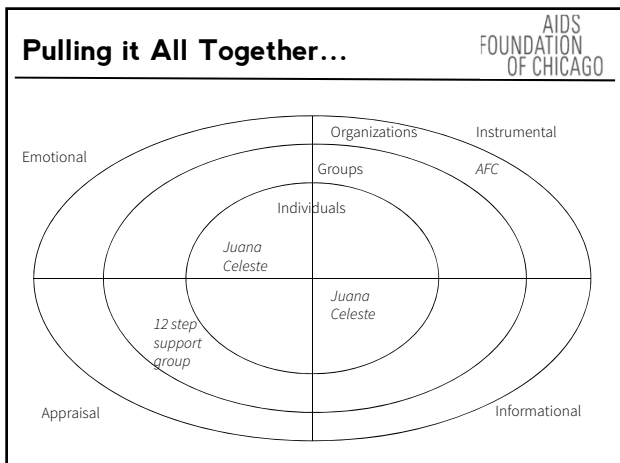 Pulling it All Together...
AIDS
FOUNDATION
OF CHICAGO
Organizations
Instrumental
Emotional
Groups
AFC
Individuals
Juana
Celeste
Juana
Celeste
12 step
support
group
Appraisal
Informational